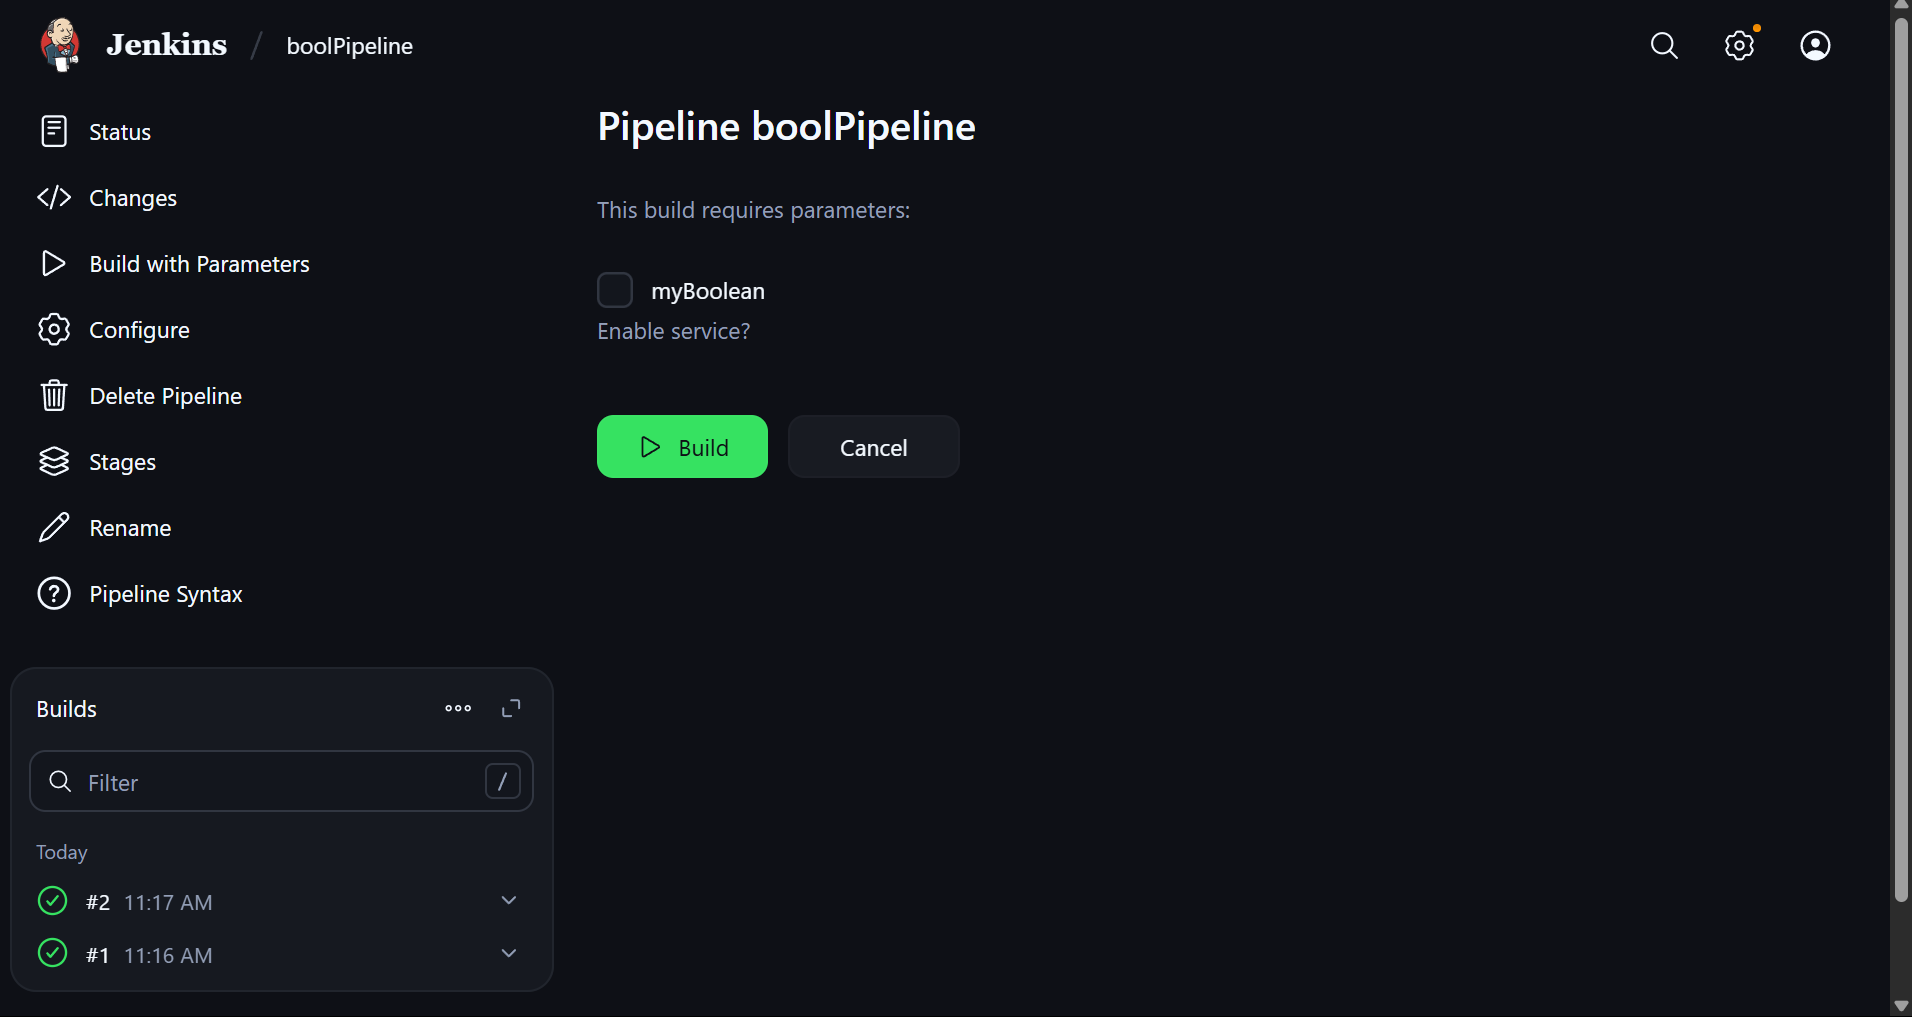 Jenkins / boolPipeline
Status
Changes
Build with Parameters
Configure
Delete Pipeline
Stages
Rename
Pipeline Syntax
Builds
Filter /
Today
#2 11:17 AM
#1 11:16 AM
Pipeline boolPipeline
This build requires parameters:
myBoolean
Enable service?
Build
Cancel